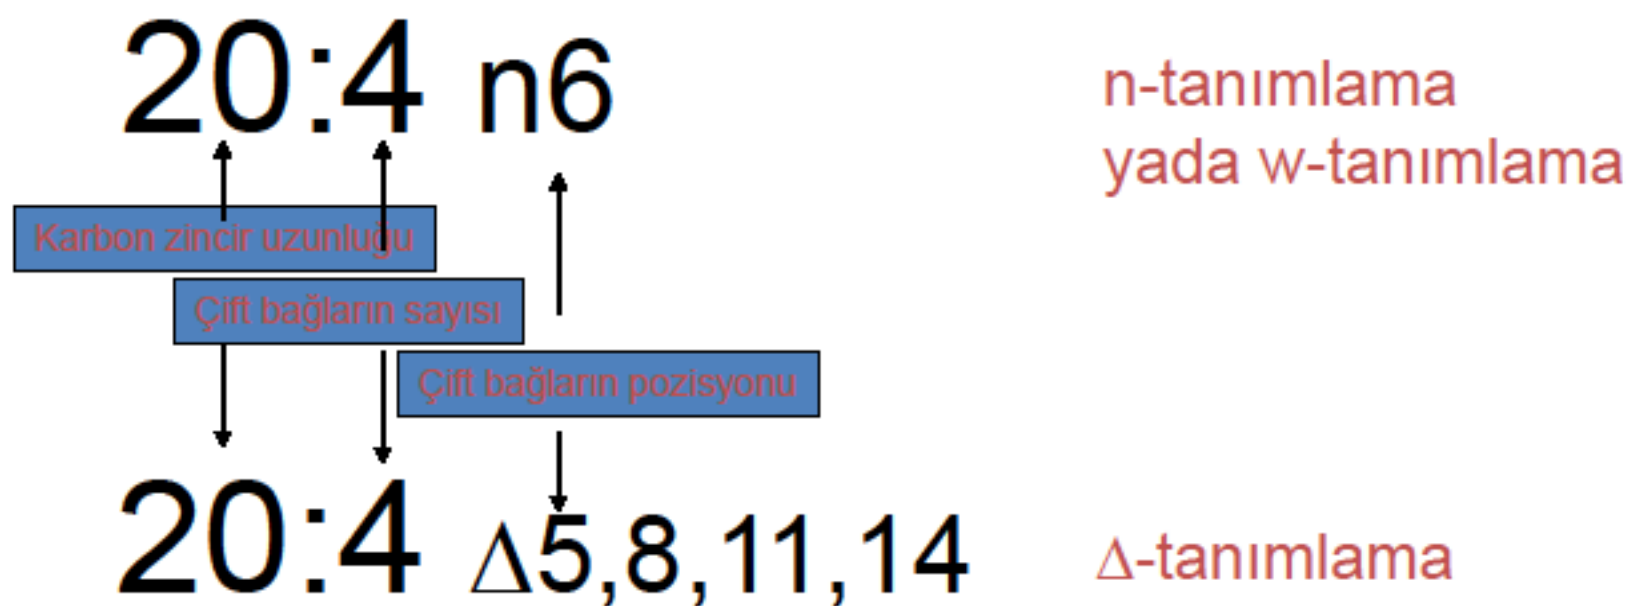 20:4 n6
n-tanımlama
yada w-tanımlama
Karbon zincir uzunluğu
Çift bağların sayısı
Çift bağların pozisyonu
20:4 Δ5,8,11,14
Δ-tanımlama